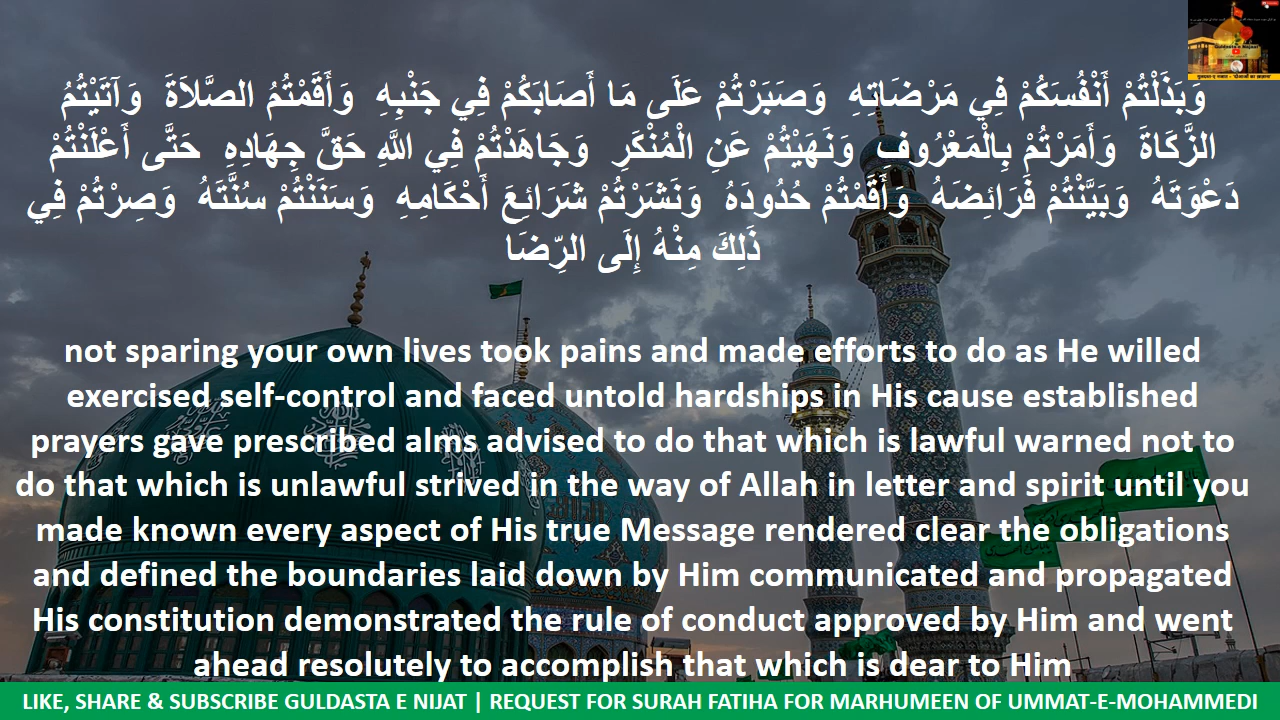 وَبَذَلْتُمْ أَنْفُسَكُمْ فِي مَرْضَاتِهِ وَصَبَرْتُمْ عَلَى مَا أَصَابَكُمْ فِي جَنْبِهِ وَأَقَمْتُمُ الصَّلَاةَ وَآتَيْتُمُ
الزَّكَاةَ وَأَمَرْتُمْ بِالْمَعْرُوفِ وَنَهَيْتُمْ عَنِ الْمُنْكَرِ وَجَاهَدْتُمْ فِي اللَّهِ حَقَّ جِهَادِهِ حَتَّى أَعْلَنْتُمْ
دَعْوَتَهُ وَبَيَّنْتُمْ فَرَائِضَهُ وَأَقَمْتُمْ حُدُودَهُ وَنَشَرْتُمْ شَرَائِعَ أَحْكَامِهِ وَسَنَنْتُمْ سُنَّتَهُ وَصِرْتُمْ فِي
ذَلِكَ مِنْهُ إِلَى الرِّضَا
not sparing your own lives took pains and made efforts to do as He willed
exercised self-control and faced untold hardships in His cause established
prayers gave prescribed alms advised to do that which is lawful warned not to
do that which is unlawful strived in the way of Allah in letter and spirit until you
made known every aspect of His true Message rendered clear the obligations
and defined the boundaries laid down by Him communicated and propagated
His constitution demonstrated the rule of conduct approved by Him and went
ahead resolutely to accomplish that which is dear to Him
LIKE, SHARE & SUBSCRIBE GULDASTA E NIJAT | REQUEST FOR SURAH FATIHA FOR MARHUMEEN OF UMMAT-E-MOHAMMEDI